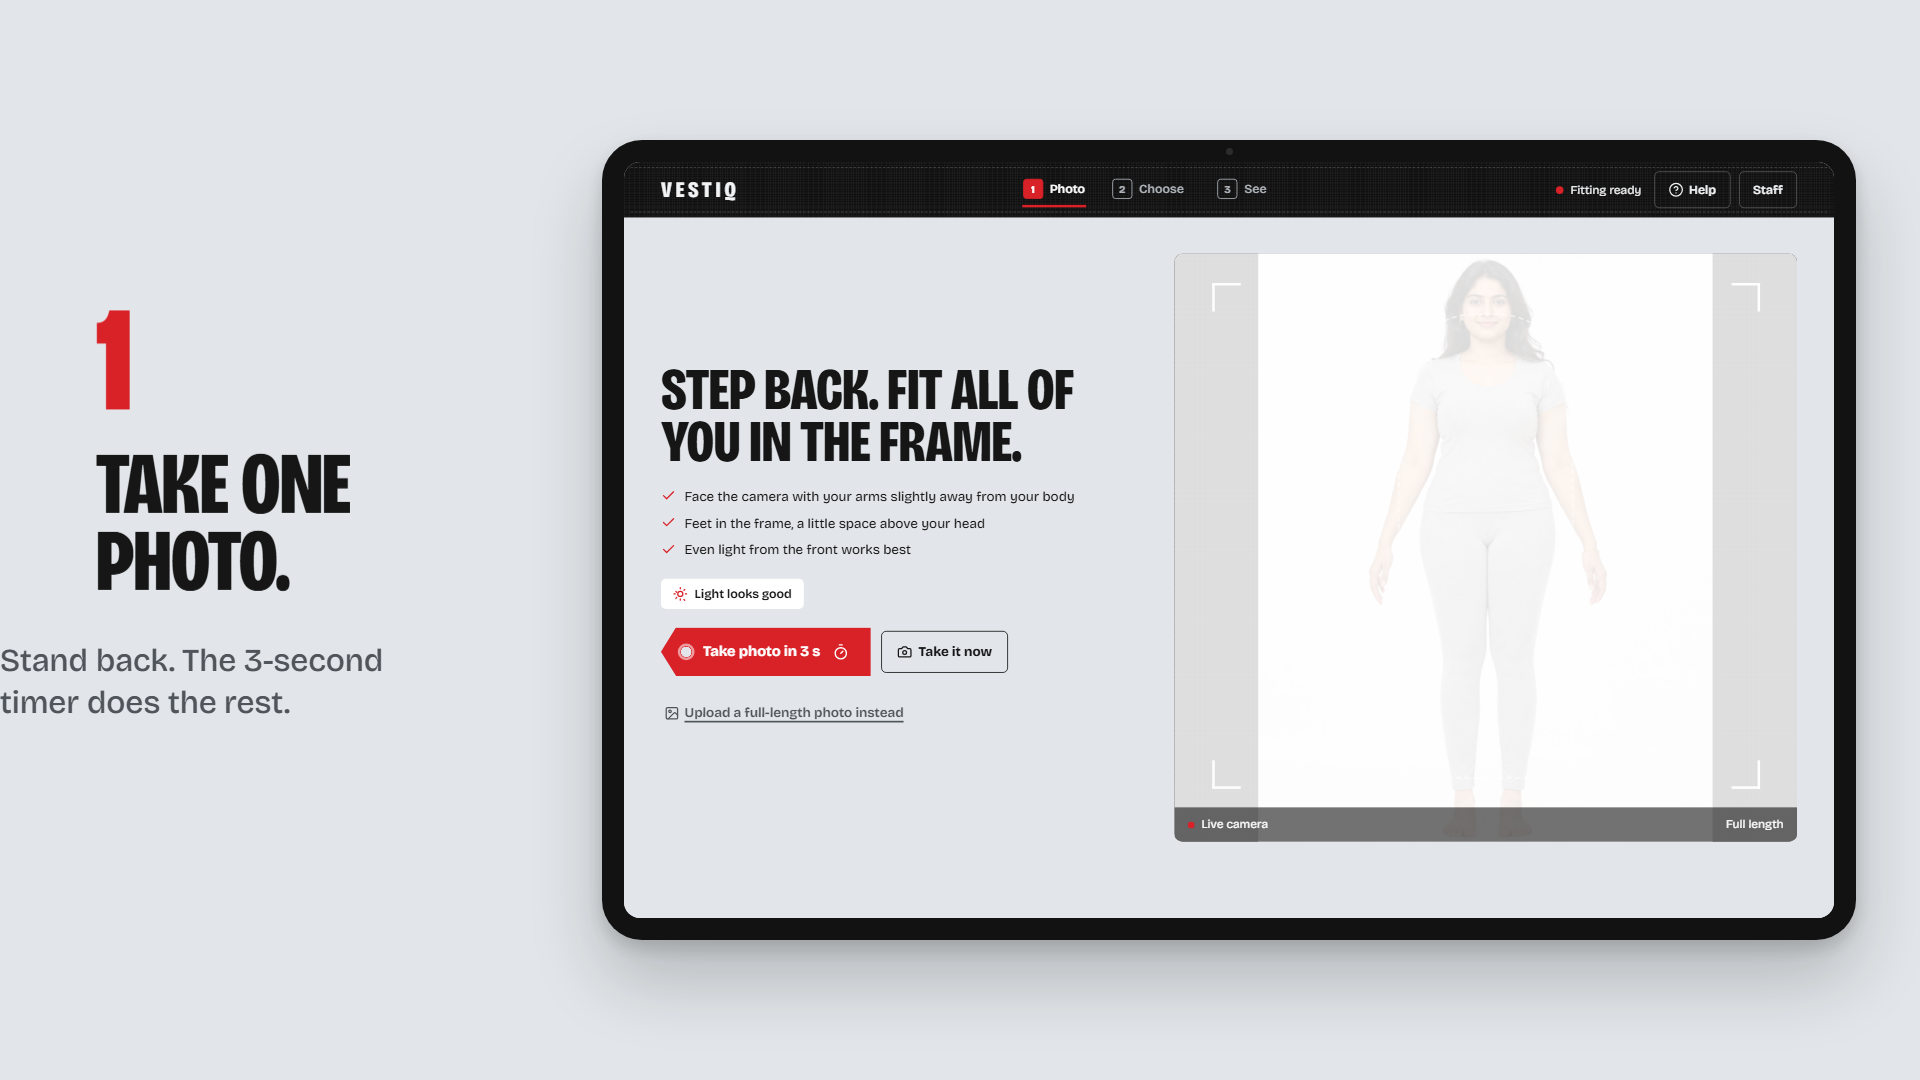 1
TAKE ONE
PHOTO.
Stand back. The 3-second
timer does the rest.
VESTIQ
1 Photo
2 Choose
3 See
Fitting ready
Help
Staff
STEP BACK. FIT ALL OF
YOU IN THE FRAME.
Face the camera with your arms slightly away from your body
Feet in the frame, a little space above your head
Even light from the front works best
Light looks good
Take photo in 3 s
Take it now
Upload a full-length photo instead
Live camera
Full length